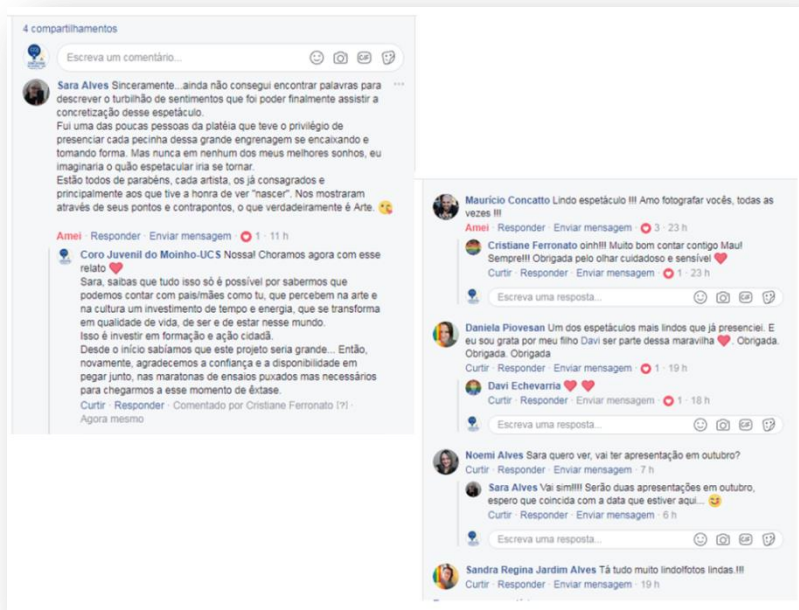 4 compartilhamentos
Escreva um comentário...
GIF
Sara Alves Sinceramente...ainda não consegui encontrar palavras para
descrever o turbilhão de sentimentos que foi poder finalmente assistir a
concretização desse espetáculo.
Fui uma das poucas pessoas da platéia que teve o privilégio de
presenciar cada pecinha dessa grande engrenagem se encaixando e
tomando forma. Mas nunca em nenhum dos meus melhores sonhos, eu
imaginaria o quão espetacular iria se tornar.
Estão todos de parabéns, cada artista, os já consagrados e
principalmente aos que tive a honra de ver "nascer". Nos mostraram
através de seus pontos e contrapontos, o que verdadeiramente é Arte. 😘
Amei · Responder · Enviar mensagem · 1 · 11 h
Coro Juvenil do Moinho-UCS Nossa! Choramos agora com esse
relato ❤
Sara, saibas que tudo isso só é possível por sabermos que
podemos contar com pais/mães como tu, que percebem na arte e
na cultura um investimento de tempo e energia, que se transforma
em qualidade de vida, de ser e de estar nesse mundo.
Isso é investir em formação e ação cidadã.
Desde o início sabíamos que este projeto seria grande... Então,
novamente, agradecemos a confiança e a disponibilidade em
pegar junto, nas maratonas de ensaios puxados mas necessários
para chegarmos a esse momento de êxtase.
Curtir · Responder · Comentado por Cristiane Ferronato [?] ·
Agora mesmo
Maurício Concatto Lindo espetáculo !!! Amo fotografar vocês, todas as
vezes !!!
Amei · Responder · Enviar mensagem · 3 · 23 h
Cristiane Ferronato oinh!!! Muito bom contar contigo Mau!
Sempre!!! Obrigada pelo olhar cuidadoso e sensível ❤
Curtir · Responder · Enviar mensagem · 1 · 23 h
Escreva uma resposta...
GIF
Daniela Piovesan Um dos espetáculos mais lindos que já presenciei. E
eu sou grata por meu filho Davi ser parte dessa maravilha ❤. Obrigada.
Obrigada. Obrigada
Curtir · Responder · Enviar mensagem · 1 · 19 h
Davi Echevarria ❤ ❤
Curtir · Responder · Enviar mensagem · 1 · 18 h
Escreva uma resposta...
GIF
Noemi Alves Sara quero ver, vai ter apresentação em outubro?
Curtir · Responder · Enviar mensagem · 7 h
Sara Alves Vai sim!!!! Serão duas apresentações em outubro,
espero que coincida com a data que estiver aqui... 😋
Curtir · Responder · Enviar mensagem · 6 h
Escreva uma resposta...
GIF
Sandra Regina Jardim Alves Tá tudo muito lindo!fotos lindas.!!!
Curtir · Responder · Enviar mensagem · 19 h